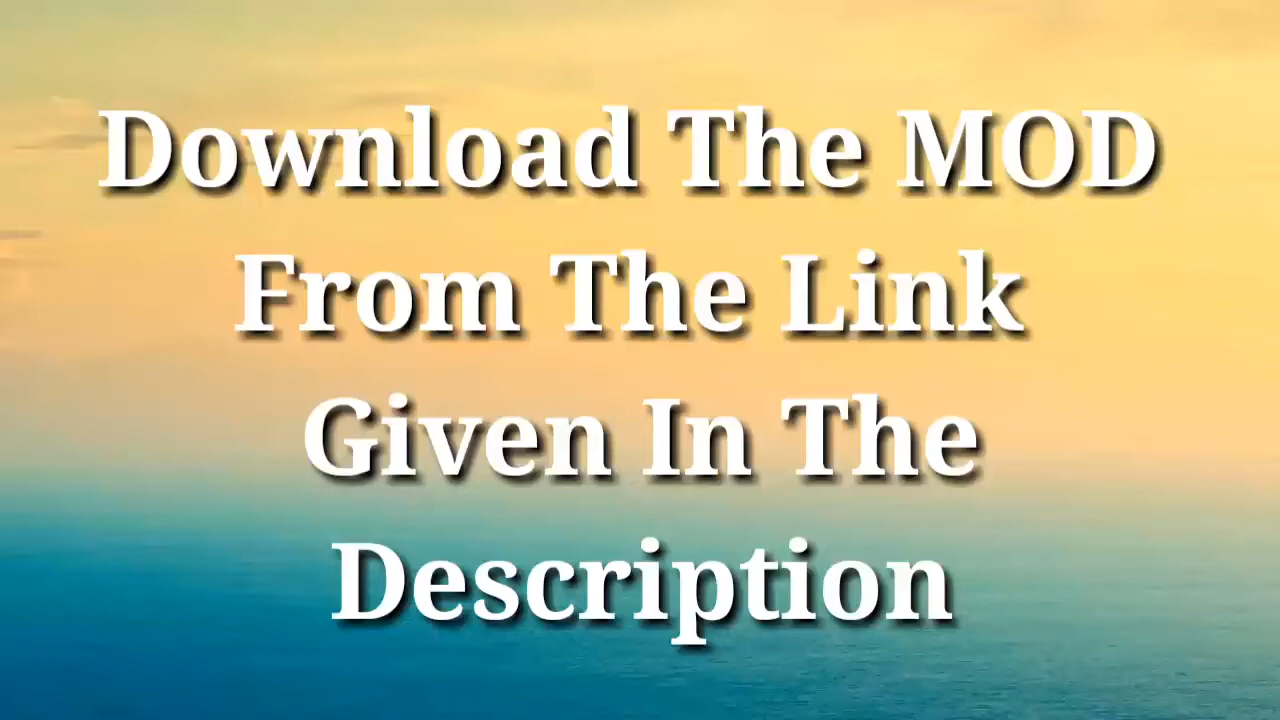 Download The MOD
From The Link
Given In The
Description